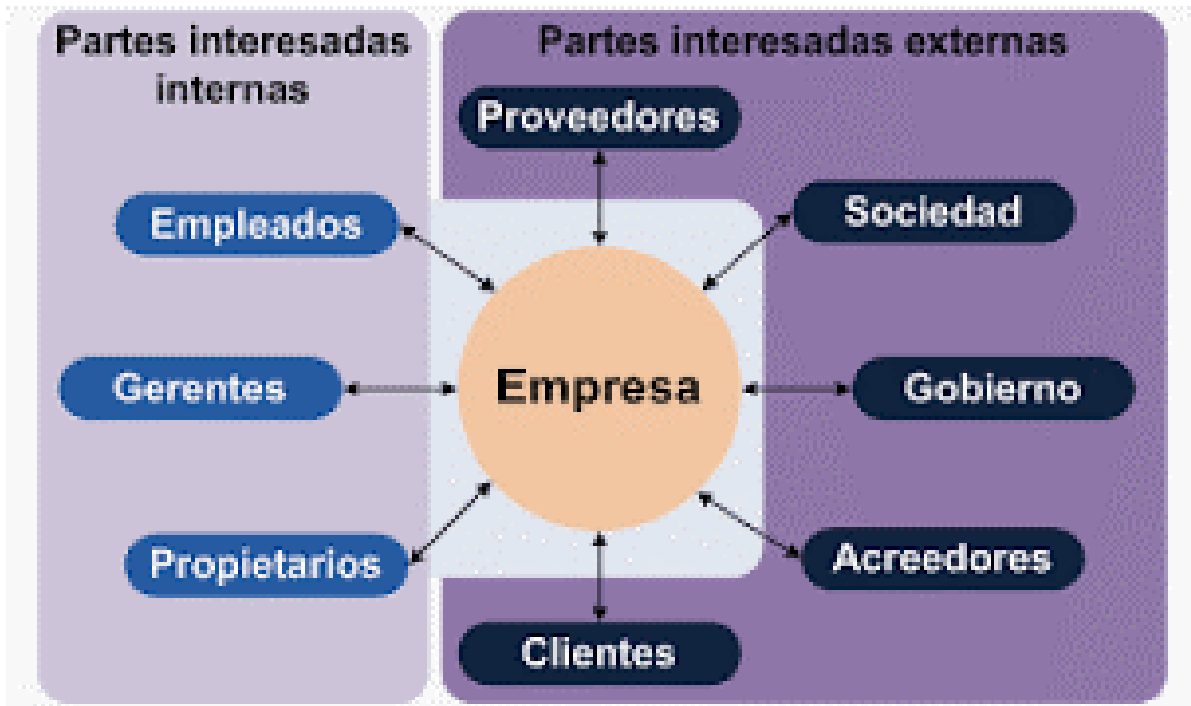 Partes interesadas
internas
Partes interesadas externas
Proveedores
Empleados
Sociedad
Gerentes
Empresa
Gobierno
Propietarios
Acreedores
Clientes